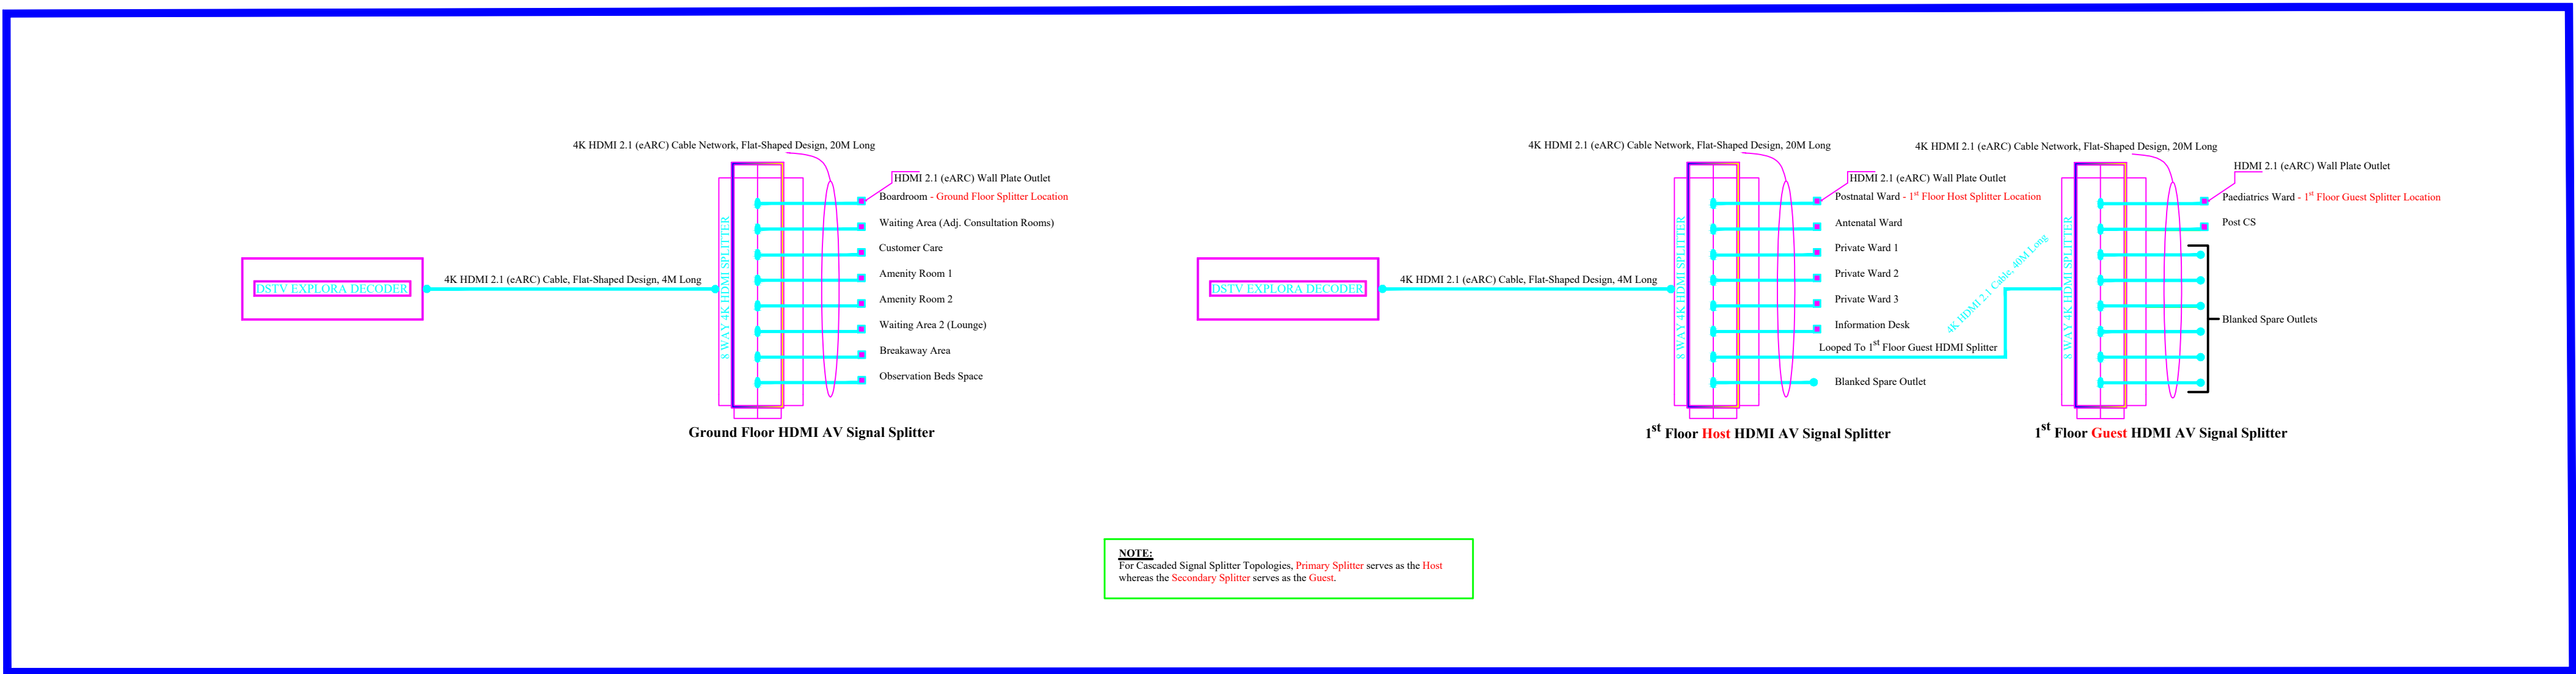 4K HDMI 2.1 (eARC) Cable Network, Flat-Shaped Design, 20M Long
HDMI 2.1 (eARC) Wall Plate Outlet
Boardroom - Ground Floor Splitter Location
Waiting Area (Adj. Consultation Rooms)
Customer Care
Amenity Room 1
Amenity Room 2
Waiting Area 2 (Lounge)
Breakaway Area
Observation Beds Space
DSTV EXPLORA DECODER
4K HDMI 2.1 (eARC) Cable, Flat-Shaped Design, 4M Long
8 WAY 4K HDMI SPLITTER
Ground Floor HDMI AV Signal Splitter
4K HDMI 2.1 (eARC) Cable Network, Flat-Shaped Design, 20M Long
HDMI 2.1 (eARC) Wall Plate Outlet
Postnatal Ward - 1st Floor Host Splitter Location
Antenatal Ward
Private Ward 1
Private Ward 2
Private Ward 3
Information Desk
Looped To 1st Floor Guest HDMI Splitter
Blanked Spare Outlet
DSTV EXPLORA DECODER
4K HDMI 2.1 (eARC) Cable, Flat-Shaped Design, 4M Long
8 WAY 4K HDMI SPLITTER
1st Floor Host HDMI AV Signal Splitter
4K HDMI 2.1 Cable, 40M Long
4K HDMI 2.1 (eARC) Cable Network, Flat-Shaped Design, 20M Long
HDMI 2.1 (eARC) Wall Plate Outlet
Paediatrics Ward - 1st Floor Guest Splitter Location
Post CS
Blanked Spare Outlets
8 WAY 4K HDMI SPLITTER
1st Floor Guest HDMI AV Signal Splitter
NOTE:
For Cascaded Signal Splitter Topologies, Primary Splitter serves as the Host
whereas the Secondary Splitter serves as the Guest.